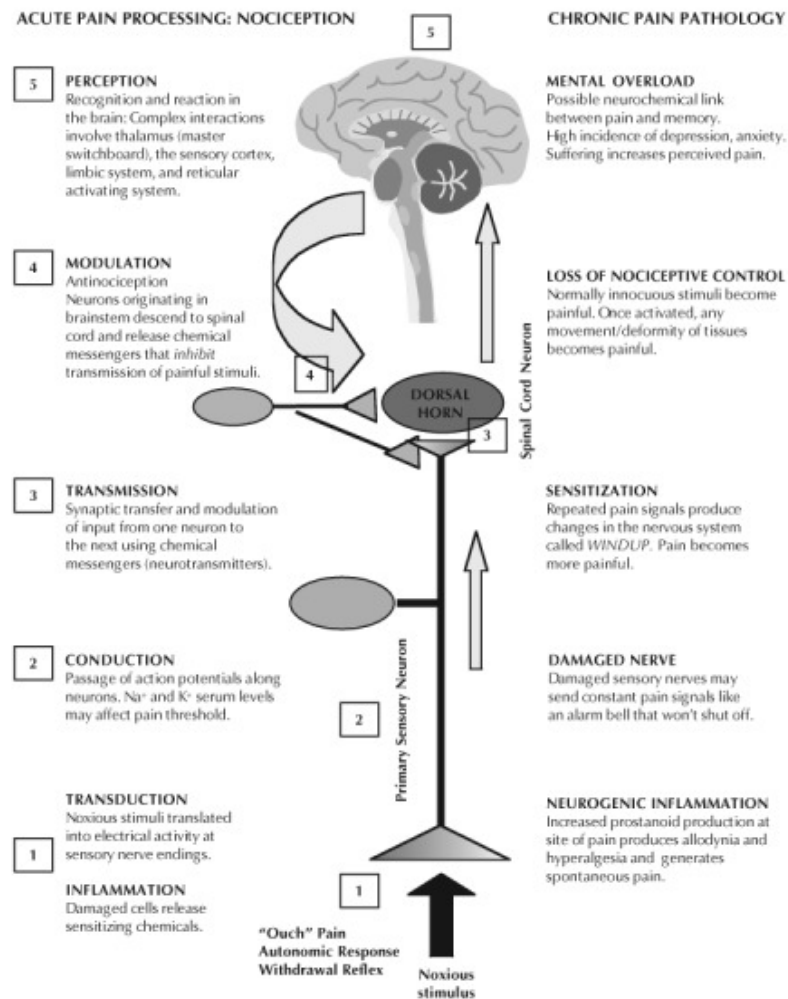 ACUTE PAIN PROCESSING: NOCICEPTION
CHRONIC PAIN PATHOLOGY
5
5
PERCEPTION
Recognition and reaction in
the brain: Complex interactions
involve thalamus (master
switchboard), the sensory cortex,
limbic system, and reticular
activating system.
MENTAL OVERLOAD
Possible neurochemical link
between pain and memory.
High incidence of depression, anxiety.
Suffering increases perceived pain.
4
MODULATION
Antinociception
Neurons originating in
brainstem descend to spinal
cord and release chemical
messengers that inhibit
transmission of painful stimuli.
LOSS OF NOCICEPTIVE CONTROL
Normally innocuous stimuli become
painful. Once activated, any
movement/deformity of tissues
becomes painful.
4
DORSAL
HORN
3
Spinal Cord Neuron
3
TRANSMISSION
Synaptic transfer and modulation
of input from one neuron to
the next using chemical
messengers (neurotransmitters).
SENSITIZATION
Repeated pain signals produce
changes in the nervous system
called WINDUP. Pain becomes
more painful.
2
CONDUCTION
Passage of action potentials along
neurons. Na⁺ and K⁺ serum levels
may affect pain threshold.
2
Primary Sensory Neuron
DAMAGED NERVE
Damaged sensory nerves may
send constant pain signals like
an alarm bell that won't shut off.
1
TRANSDUCTION
Noxious stimuli translated
into electrical activity at
sensory nerve endings.
INFLAMMATION
Damaged cells release
sensitizing chemicals.
NEUROGENIC INFLAMMATION
Increased prostanoid production at
site of pain produces allodynia and
hyperalgesia and generates
spontaneous pain.
1
"Ouch" Pain
Autonomic Response
Withdrawal Reflex
Noxious
stimulus